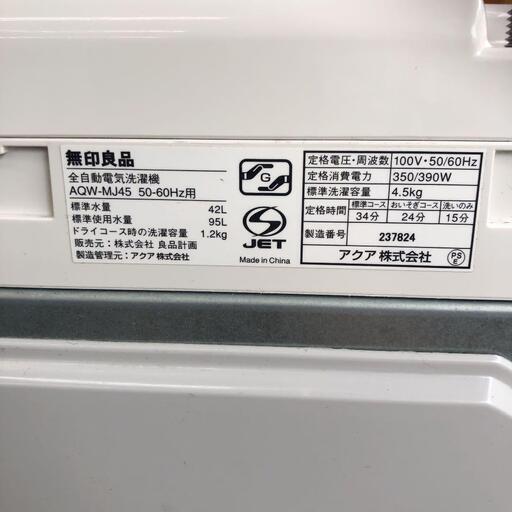 無印良品
全自動電気洗濯機
AQW-MJ45 50-60Hz用
標準水量 42L
標準使用水量 95L
ドライコース時の洗濯容量 1.2kg
販売元：株式会社 良品計画
製造管理元：アクア 株式会社
G
JET
Made in China
定格電圧・周波数 100V・50/60Hz
定格消費電力 350/390W
標準洗濯容量 4.5kg
定格時間 標準コース おいそぎコース 洗いのみ
34分 24分 15分
製造番号 237824
アクア 株式会社
PS
E